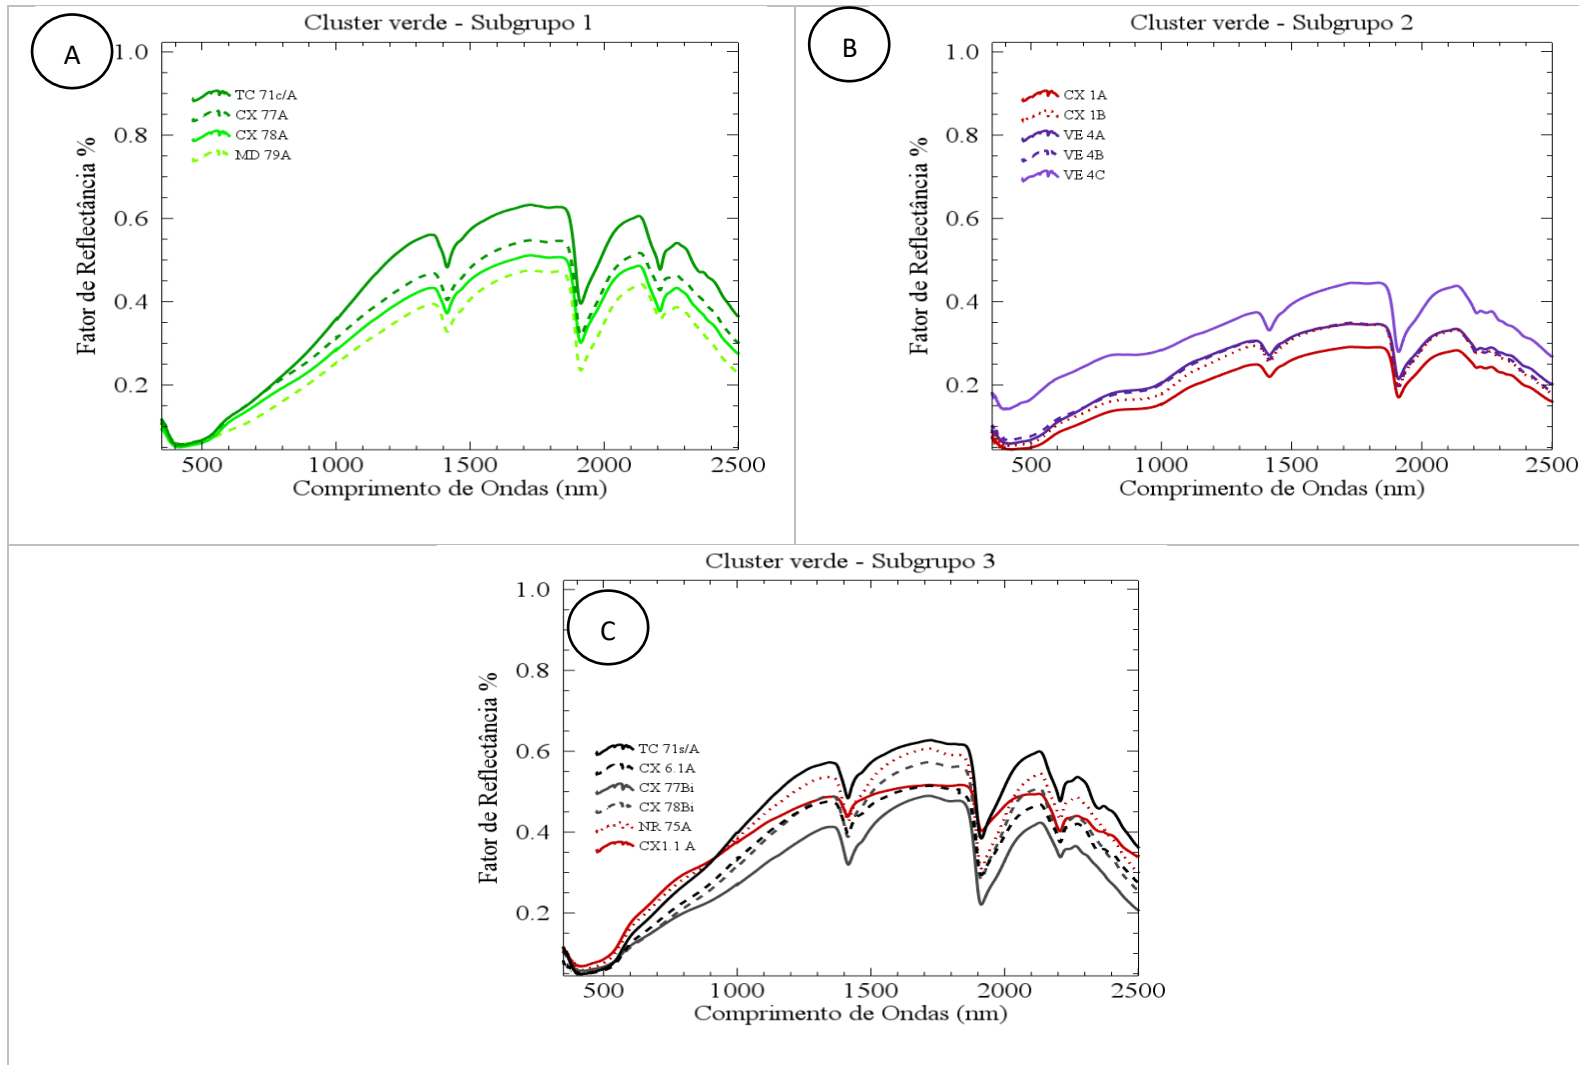 A
Cluster verde - Subgrupo 1
1.0
0.8
0.6
0.4
0.2
Fator de Reflectância %
TC 71c/A
CX 77A
CX 78A
MD 79A
500 1000 1500 2000 2500
Comprimento de Ondas (nm)
B
Cluster verde - Subgrupo 2
1.0
0.8
0.6
0.4
0.2
Fator de Reflectância %
CX 1A
CX 1B
VE 4A
VE 4B
VE 4C
500 1000 1500 2000 2500
Comprimento de Ondas (nm)
Cluster verde - Subgrupo 3
C
1.0
0.8
0.6
0.4
0.2
Fator de Reflectância %
TC 71s/A
CX 6.1A
CX 77Bi
CX 78Bi
NR 75A
CX1.1 A
500 1000 1500 2000 2500
Comprimento de Ondas (nm)